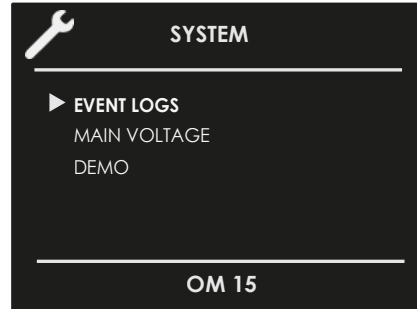 SYSTEM
EVENT LOGS
MAIN VOLTAGE
DEMO
OM 15